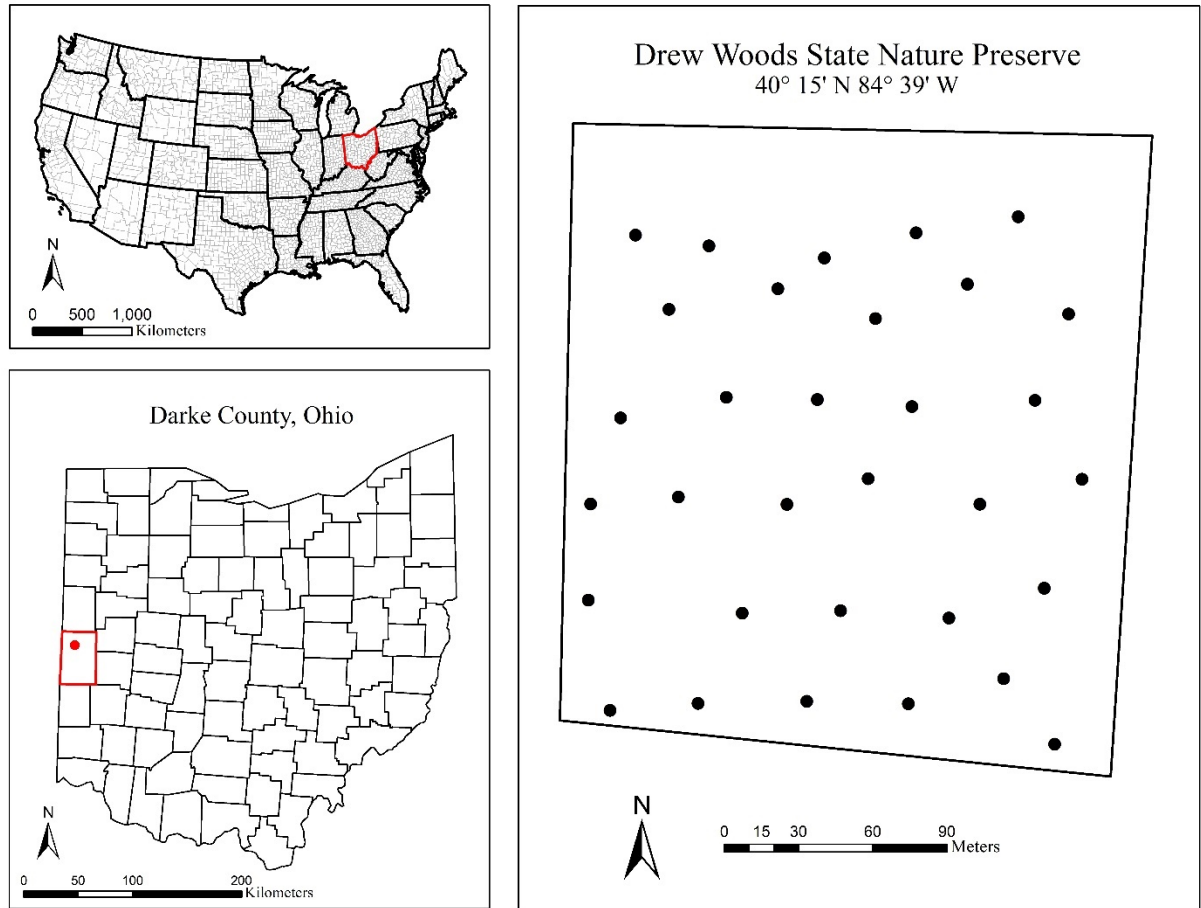 N
0 500 1,000
Kilometers
Darke County, Ohio
N
0 50 100 200
Kilometers
Drew Woods State Nature Preserve
40° 15' N 84° 39' W
N
0 15 30 60 90
Meters